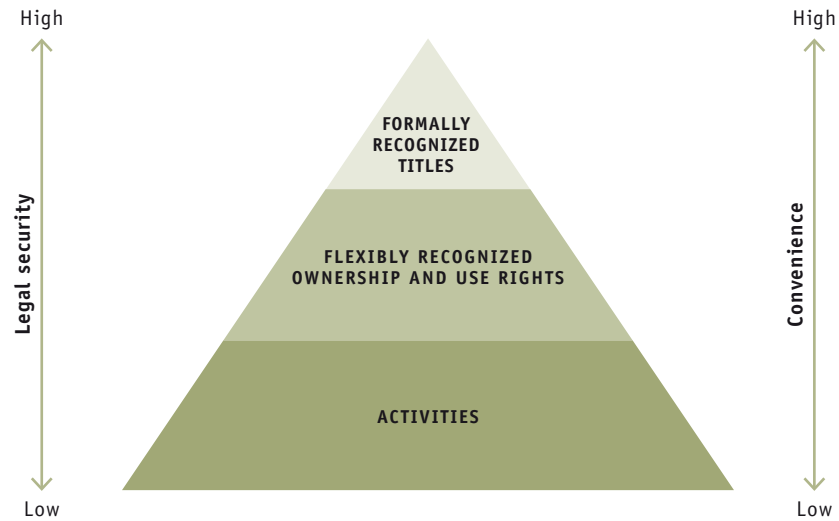 High
High
FORMALLY
RECOGNIZED
TITLES
Legal security
FLEXIBLY RECOGNIZED
OWNERSHIP AND USE RIGHTS
Convenience
ACTIVITIES
Low
Low